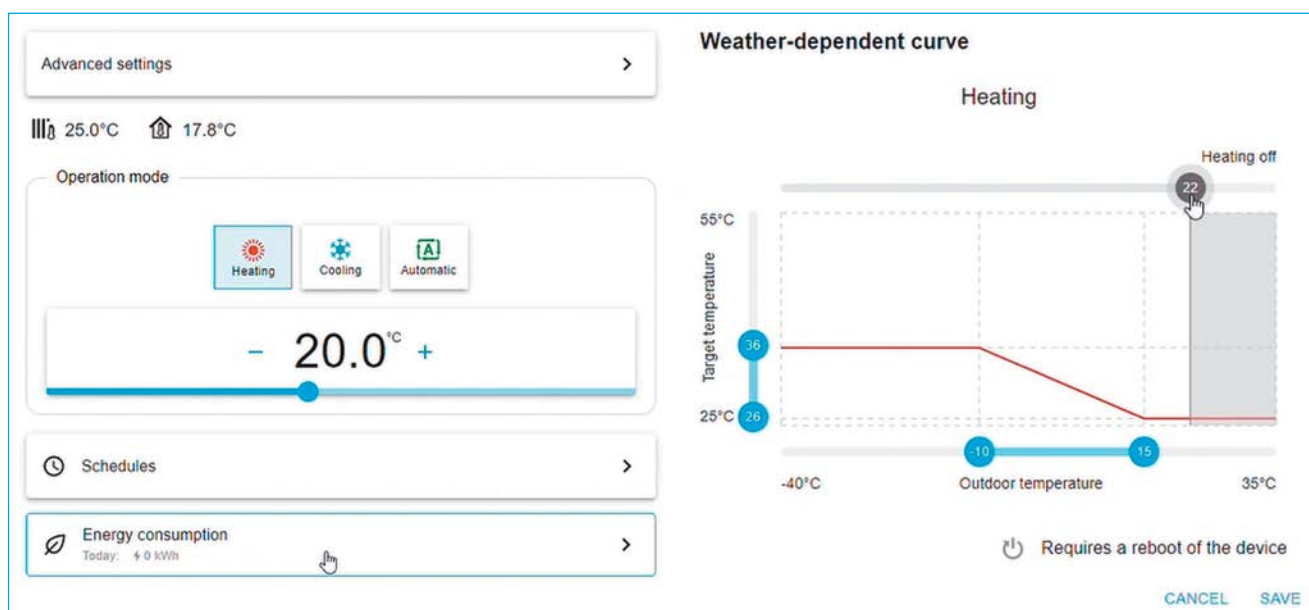 Advanced settings
25.0°C 17.8°C
Operation mode
Heating
Cooling
A
Automatic
− 20.0 °C +
Schedules
Energy consumption
Today: 0 kWh
Weather-dependent curve
Heating
Heating off
22
55°C
Target temperature
36
25°C
26
-10
15
-40°C
Outdoor temperature
35°C
Requires a reboot of the device
CANCEL SAVE